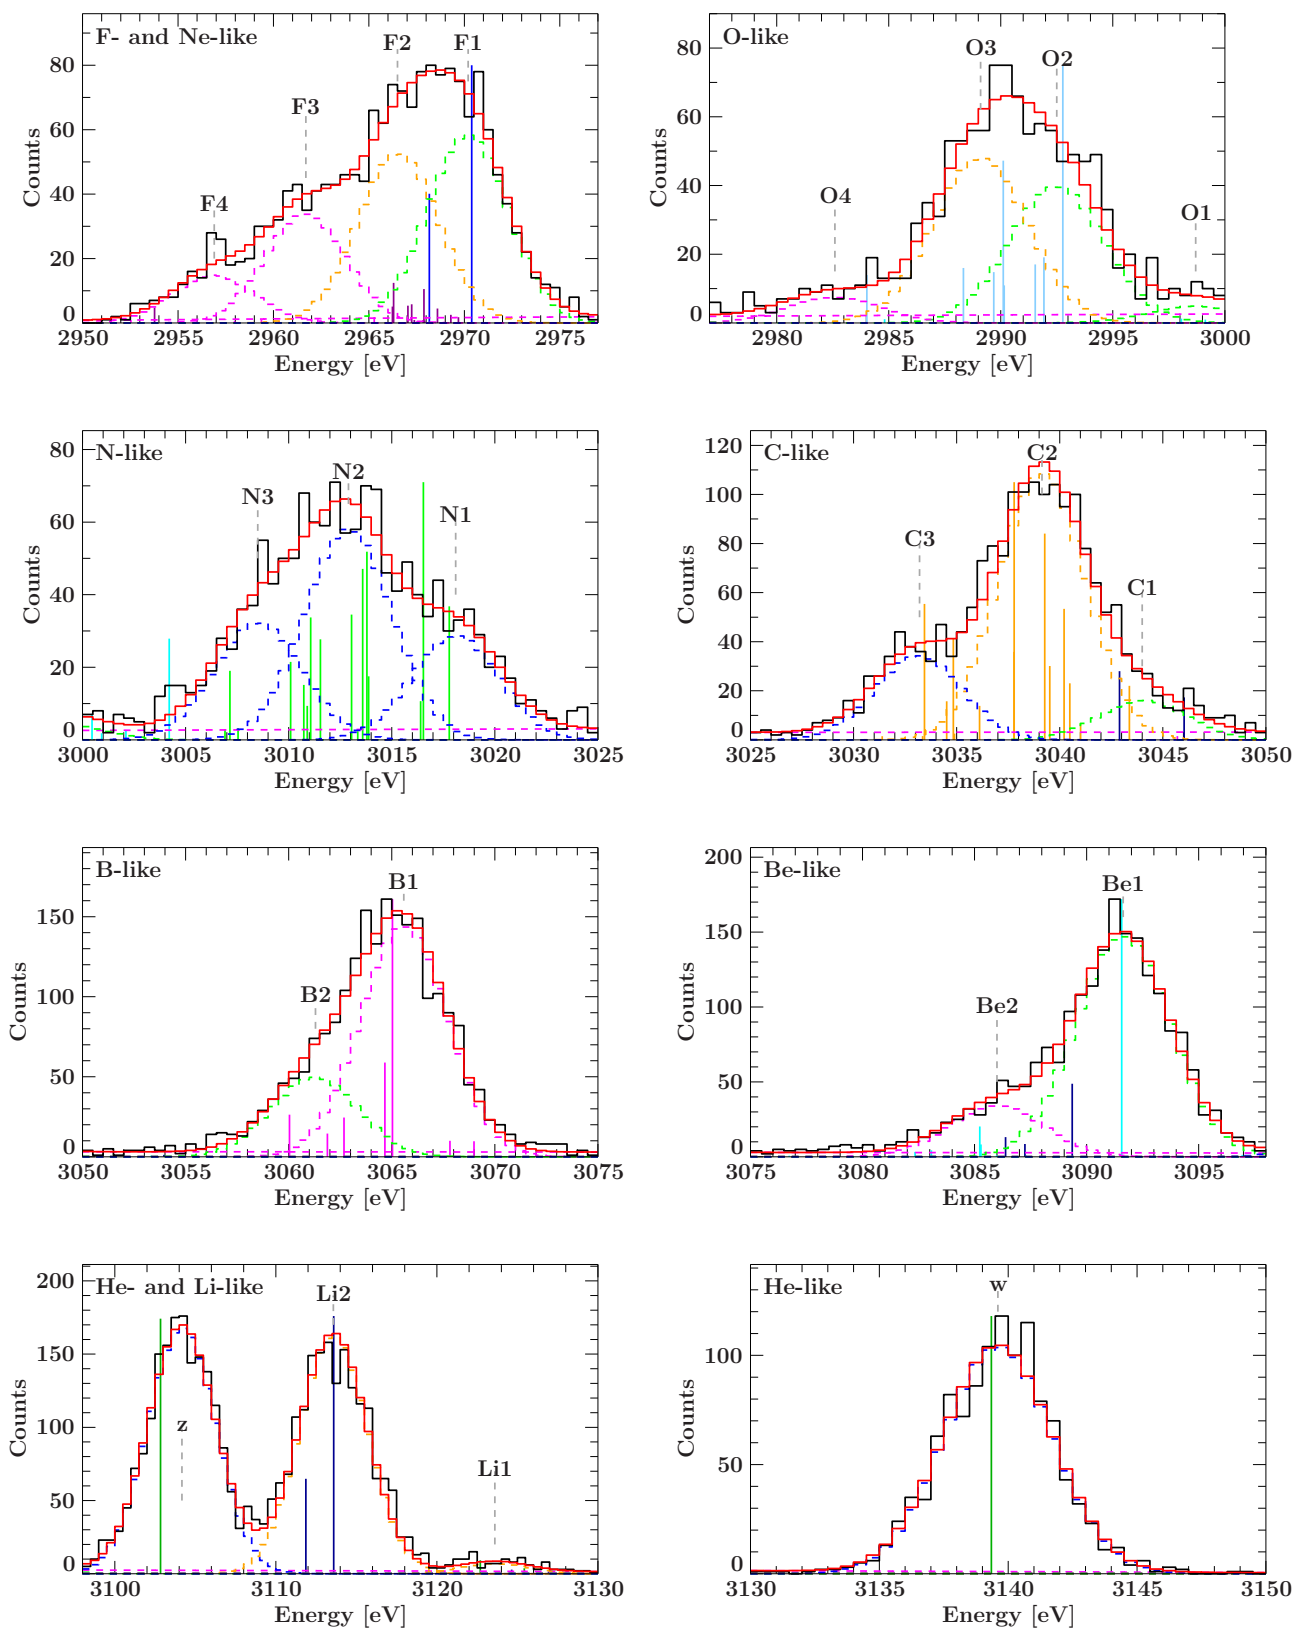 F- and Ne-like
F4
F3
F2
F1
Counts
0
20
40
60
80
2950
2955
2960
2965
2970
2975
Energy [eV]
O-like
O4
O3
O2
O1
Counts
0
20
40
60
80
2980
2985
2990
2995
3000
Energy [eV]
N-like
N3
N2
N1
Counts
0
20
40
60
80
3000
3005
3010
3015
3020
3025
Energy [eV]
C-like
C3
C2
C1
Counts
0
20
40
60
80
100
120
3025
3030
3035
3040
3045
3050
Energy [eV]
B-like
B2
B1
Counts
0
50
100
150
3050
3055
3060
3065
3070
3075
Energy [eV]
Be-like
Be2
Be1
Counts
0
50
100
150
200
3075
3080
3085
3090
3095
Energy [eV]
He- and Li-like
z
Li2
Li1
Counts
0
50
100
150
200
3100
3110
3120
3130
Energy [eV]
He-like
w
Counts
0
50
100
3130
3135
3140
3145
3150
Energy [eV]